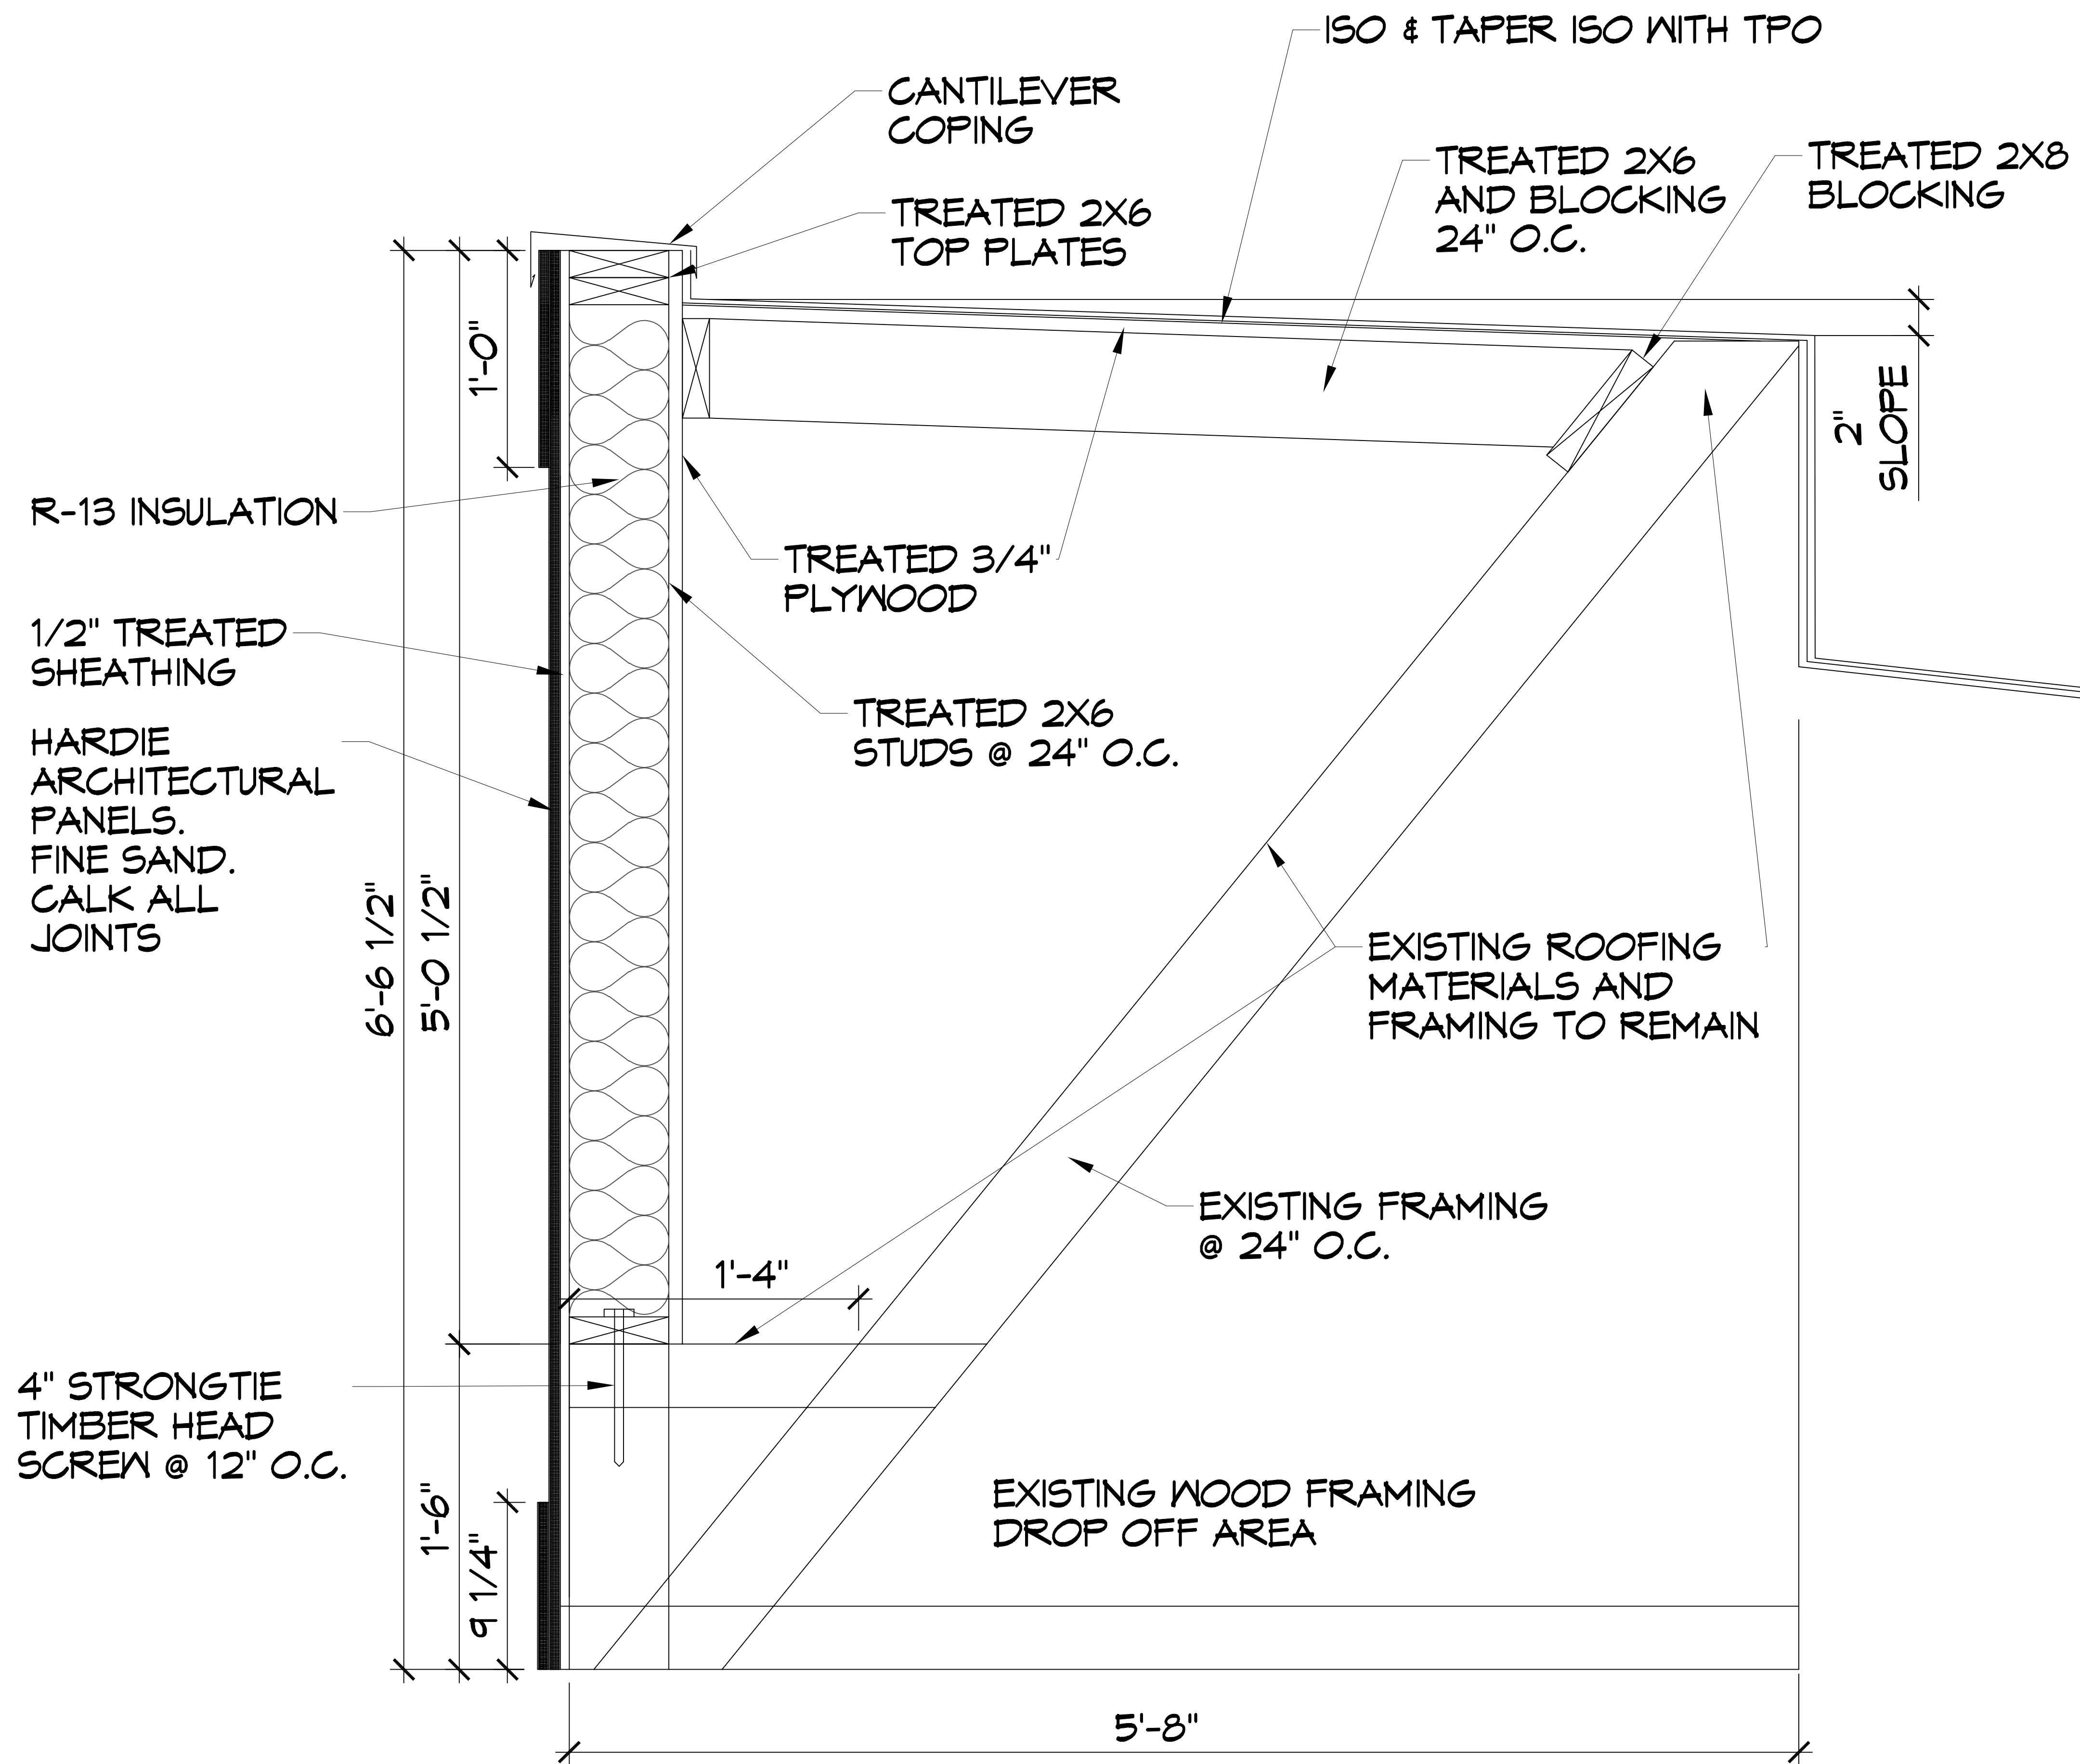 ISO & TAPER ISO WITH TPO
CANTILEVER
COPING
TREATED 2X6
TOP PLATES
TREATED 2X6
AND BLOCKING
24" O.C.
TREATED 2X8
BLOCKING
2"
SLOPE
1'-0"
R-13 INSULATION
TREATED 3/4"
PLYWOOD
1/2" TREATED
SHEATHING
TREATED 2X6
STUDS @ 24" O.C.
HARDIE
ARCHITECTURAL
PANELS.
FINE SAND.
CALK ALL
JOINTS
6'-6 1/2"
5'-0 1/2"
EXISTING ROOFING
MATERIALS AND
FRAMING TO REMAIN
EXISTING FRAMING
@ 24" O.C.
1'-4"
4" STRONGTIE
TIMBER HEAD
SCREW @ 12" O.C.
1'-6"
9 1/4"
EXISTING WOOD FRAMING
DROP OFF AREA
5'-8"